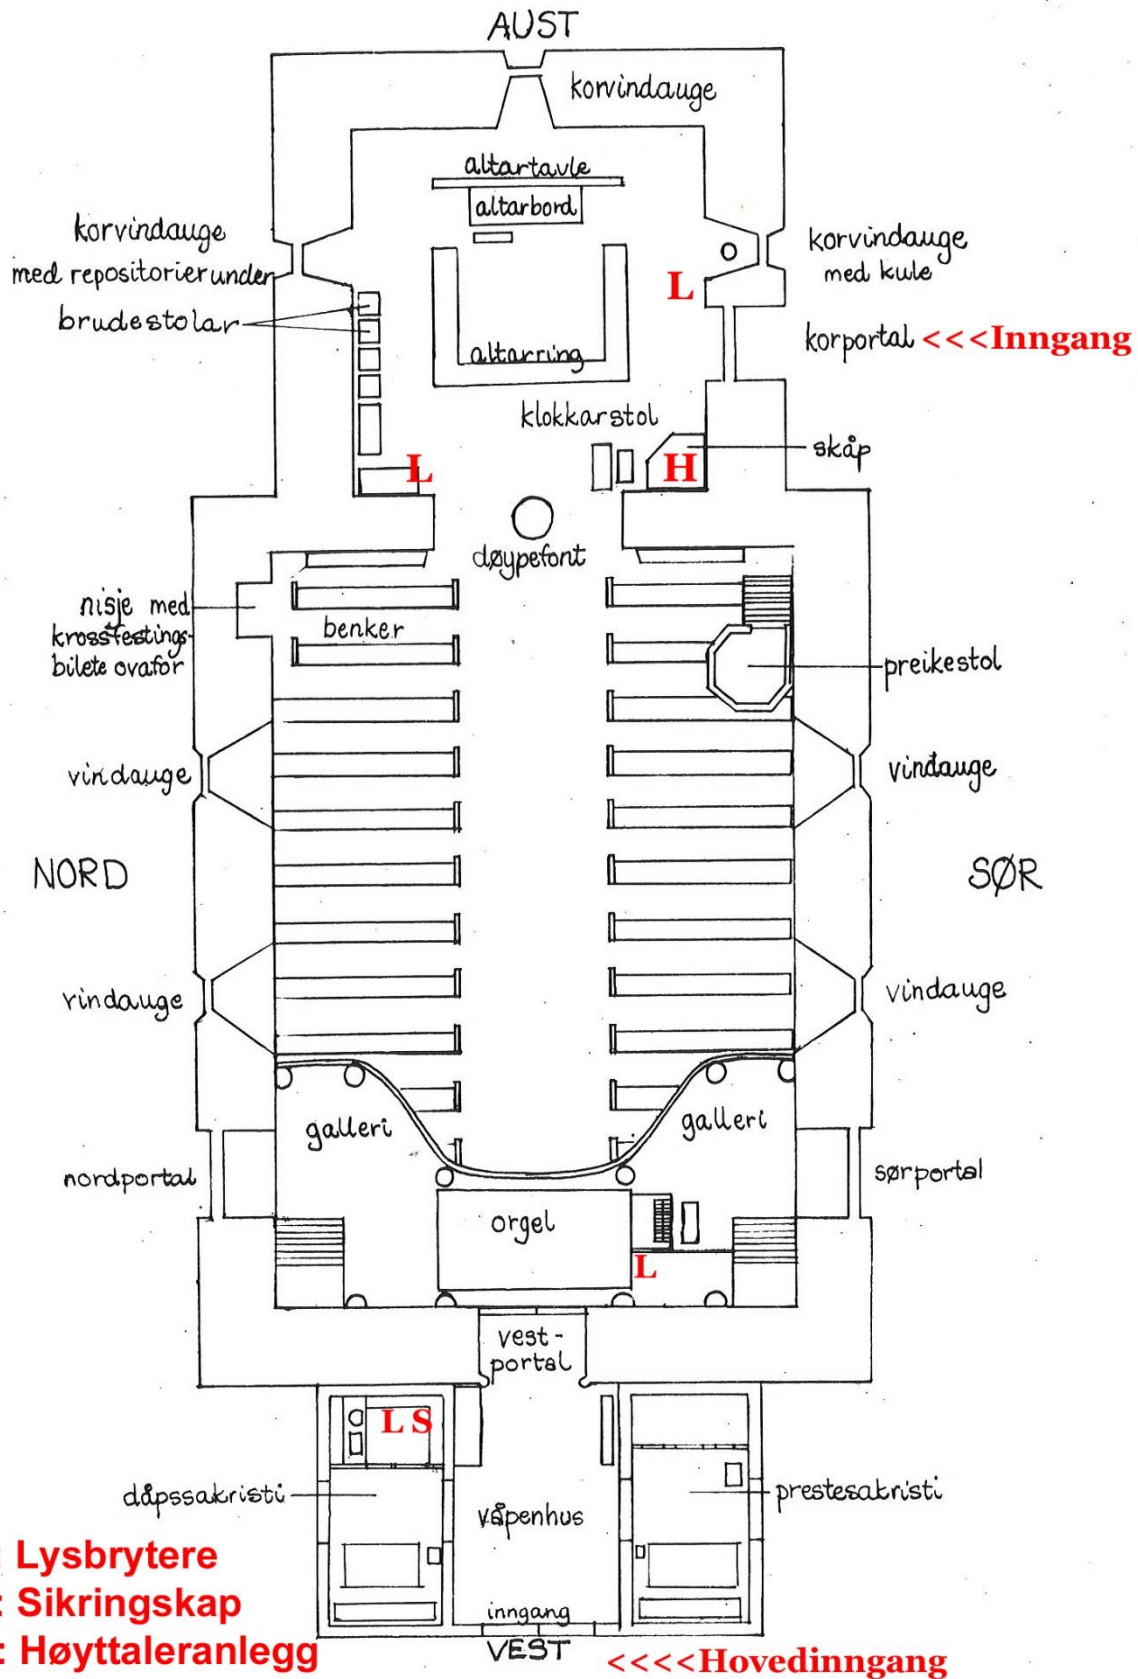 AUST
korvindauge
altartavle
altarbord
korvindauge
med repositorier under
brudestolar
korvindauge
med kule
L
korportal <<<Inngang
altarring
klokkarstol
skåp
L
H
døypefont
nisje med
krossfestings-
bilete ovafor
benker
preikestol
vindauge
vindauge
NORD
SØR
vindauge
vindauge
galleri
galleri
nordportal
sørportal
orgel
L
vest-
portal
L S
dåpssakristi
våpenhus
prestesakristi
: Lysbrytere
: Sikringskap
: Høyttaleranlegg
inngang
VEST
<<<<Hovedinngang